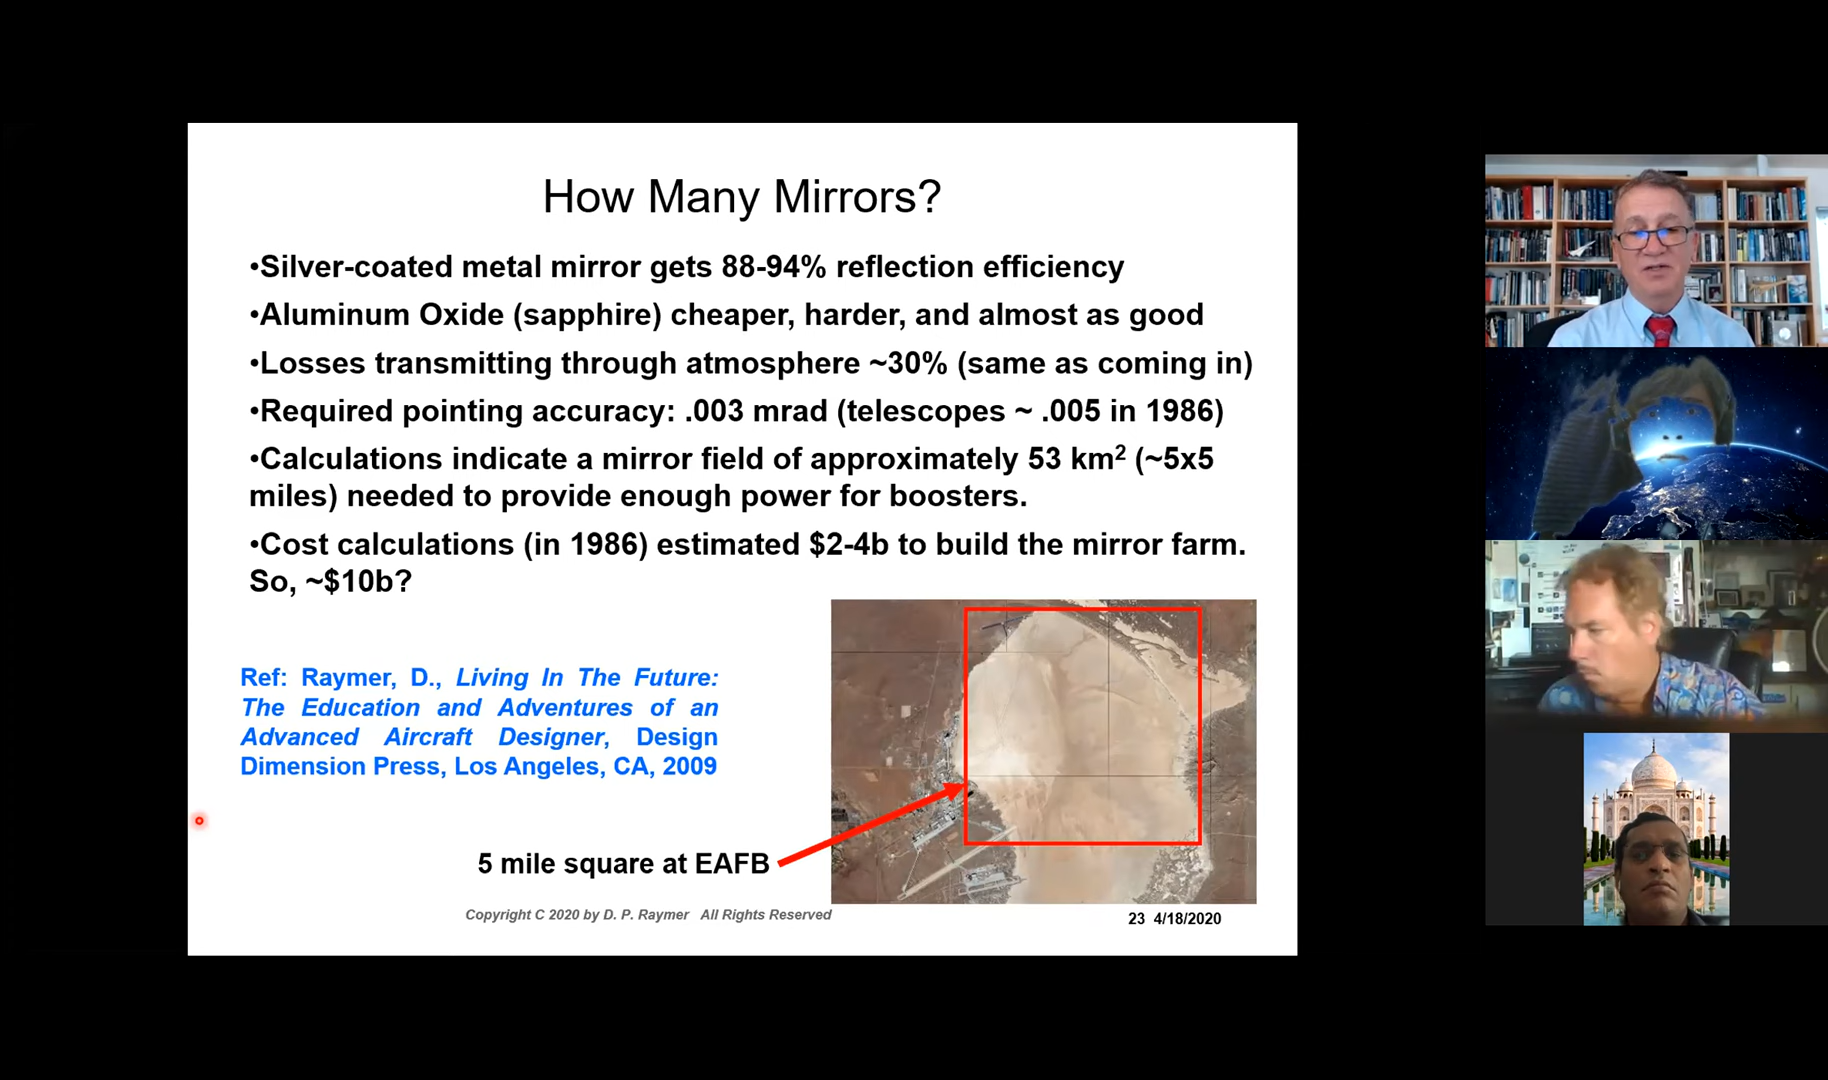 How Many Mirrors?
•Silver-coated metal mirror gets 88-94% reflection efficiency
•Aluminum Oxide (sapphire) cheaper, harder, and almost as good
•Losses transmitting through atmosphere ~30% (same as coming in)
•Required pointing accuracy: .003 mrad (telescopes ~ .005 in 1986)
•Calculations indicate a mirror field of approximately 53 km² (~5x5
miles) needed to provide enough power for boosters.
•Cost calculations (in 1986) estimated $2-4b to build the mirror farm.
So, ~$10b?
Ref: Raymer, D., Living In The Future:
The Education and Adventures of an
Advanced Aircraft Designer, Design
Dimension Press, Los Angeles, CA, 2009
5 mile square at EAFB
Copyright C 2020 by D. P. Raymer All Rights Reserved
23 4/18/2020